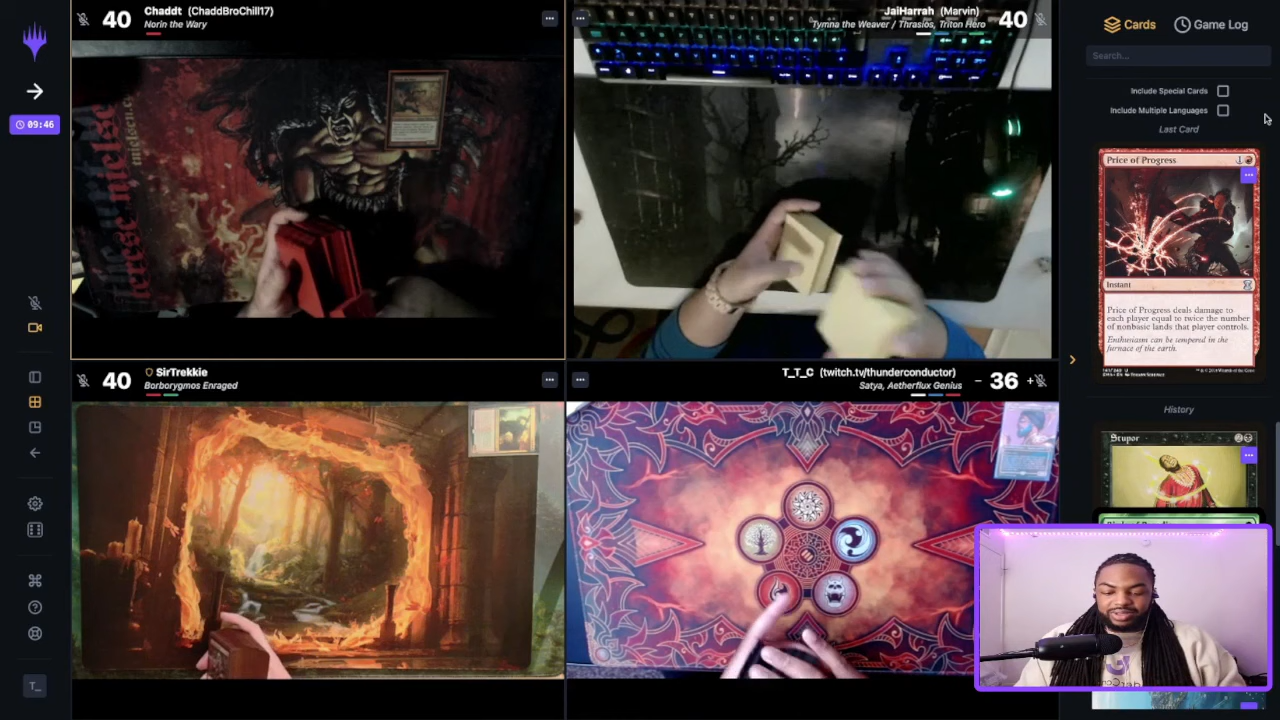 09:46
T_
40
Chaddt (ChaddBroChill17)
Norin the Wary
JaiHarrah (Marvin)
Tymna the Weaver / Thrasios, Triton Hero
40
40
SirTrekkie
Borborygmos Enraged
T_T_C (twitch.tv/thunderconductor)
Satya, Aetherflux Genius
- 36 +
Cards
Game Log
Search...
Include Special Cards
Include Multiple Languages
Last Card
Price of Progress
Instant
Price of Progress deals damage to
each player equal to twice the number
of nonbasic lands that player controls.
Enthusiasm can be tempered in the
furnace of the earth.
History
Stupor